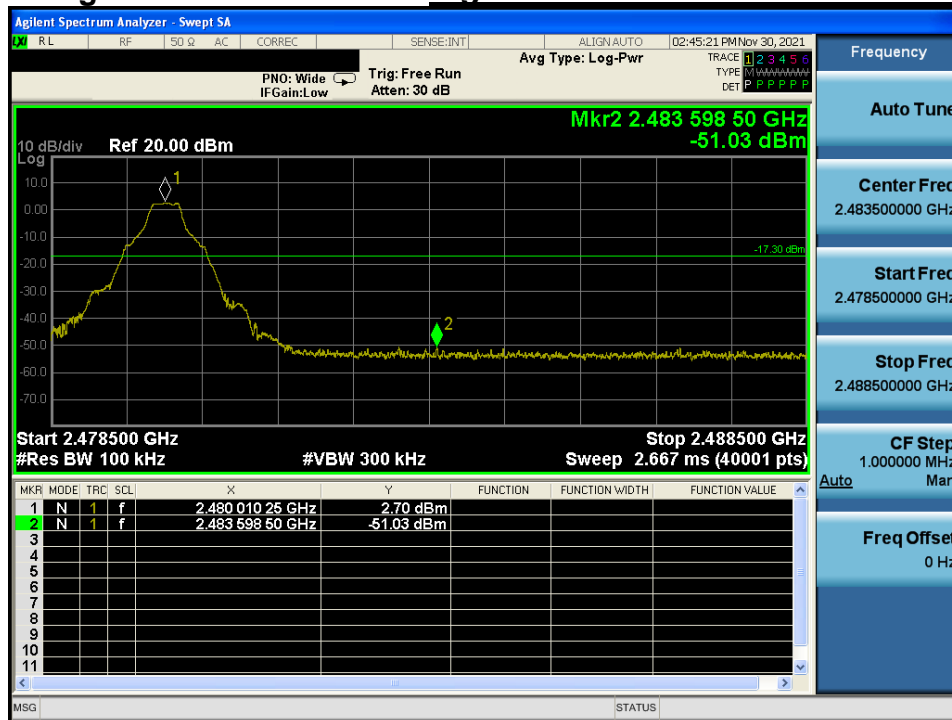 Agilent Spectrum Analyzer - Swept SA
LXI RL RF 50 Ω AC CORREC SENSE:INT ALIGN AUTO 02:45:21 PM Nov 30, 2021
PNO: Wide
IFGain:Low
Trig: Free Run
Atten: 30 dB
Avg Type: Log-Pwr
TRACE 1 2 3 4 5 6
TYPE M
DET P P P P P P
Mkr2 2.483 598 50 GHz
-51.03 dBm
10 dB/div Ref 20.00 dBm
Log
1
10.0
0.00
-10.0
-17.30 dBm
-20.0
-30.0
-40.0
2
-50.0
-60.0
-70.0
Start 2.478500 GHz Stop 2.488500 GHz
#Res BW 100 kHz #VBW 300 kHz Sweep 2.667 ms (40001 pts)
MKR MODE TRC SCL X Y FUNCTION FUNCTION WIDTH FUNCTION VALUE
1 N 1 f 2.480 010 25 GHz 2.70 dBm
2 N 1 f 2.483 598 50 GHz -51.03 dBm
3
4
5
6
7
8
9
10
11
MSG STATUS
Frequency
Auto Tune
Center Freq
2.483500000 GHz
Start Freq
2.478500000 GHz
Stop Freq
2.488500000 GHz
CF Step
1.000000 MHz
Auto Man
Freq Offset
0 Hz